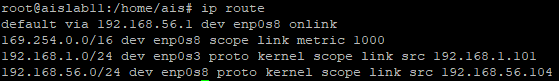 root@aislab11:/home/ais# ip route
default via 192.168.56.1 dev enp0s8 onlink
169.254.0.0/16 dev enp0s8 scope link metric 1000
192.168.1.0/24 dev enp0s3 proto kernel scope link src 192.168.1.101
192.168.56.0/24 dev enp0s8 proto kernel scope link src 192.168.56.104